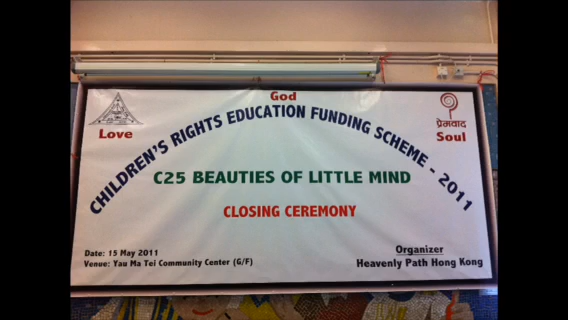 God
Love
प्रेमवाद
Soul
CHILDREN'S RIGHTS EDUCATION FUNDING SCHEME - 2011
C25 BEAUTIES OF LITTLE MIND
CLOSING CEREMONY
Date: 15 May 2011
Venue: Yau Ma Tei Community Center (G/F)
Organizer
Heavenly Path Hong Kong